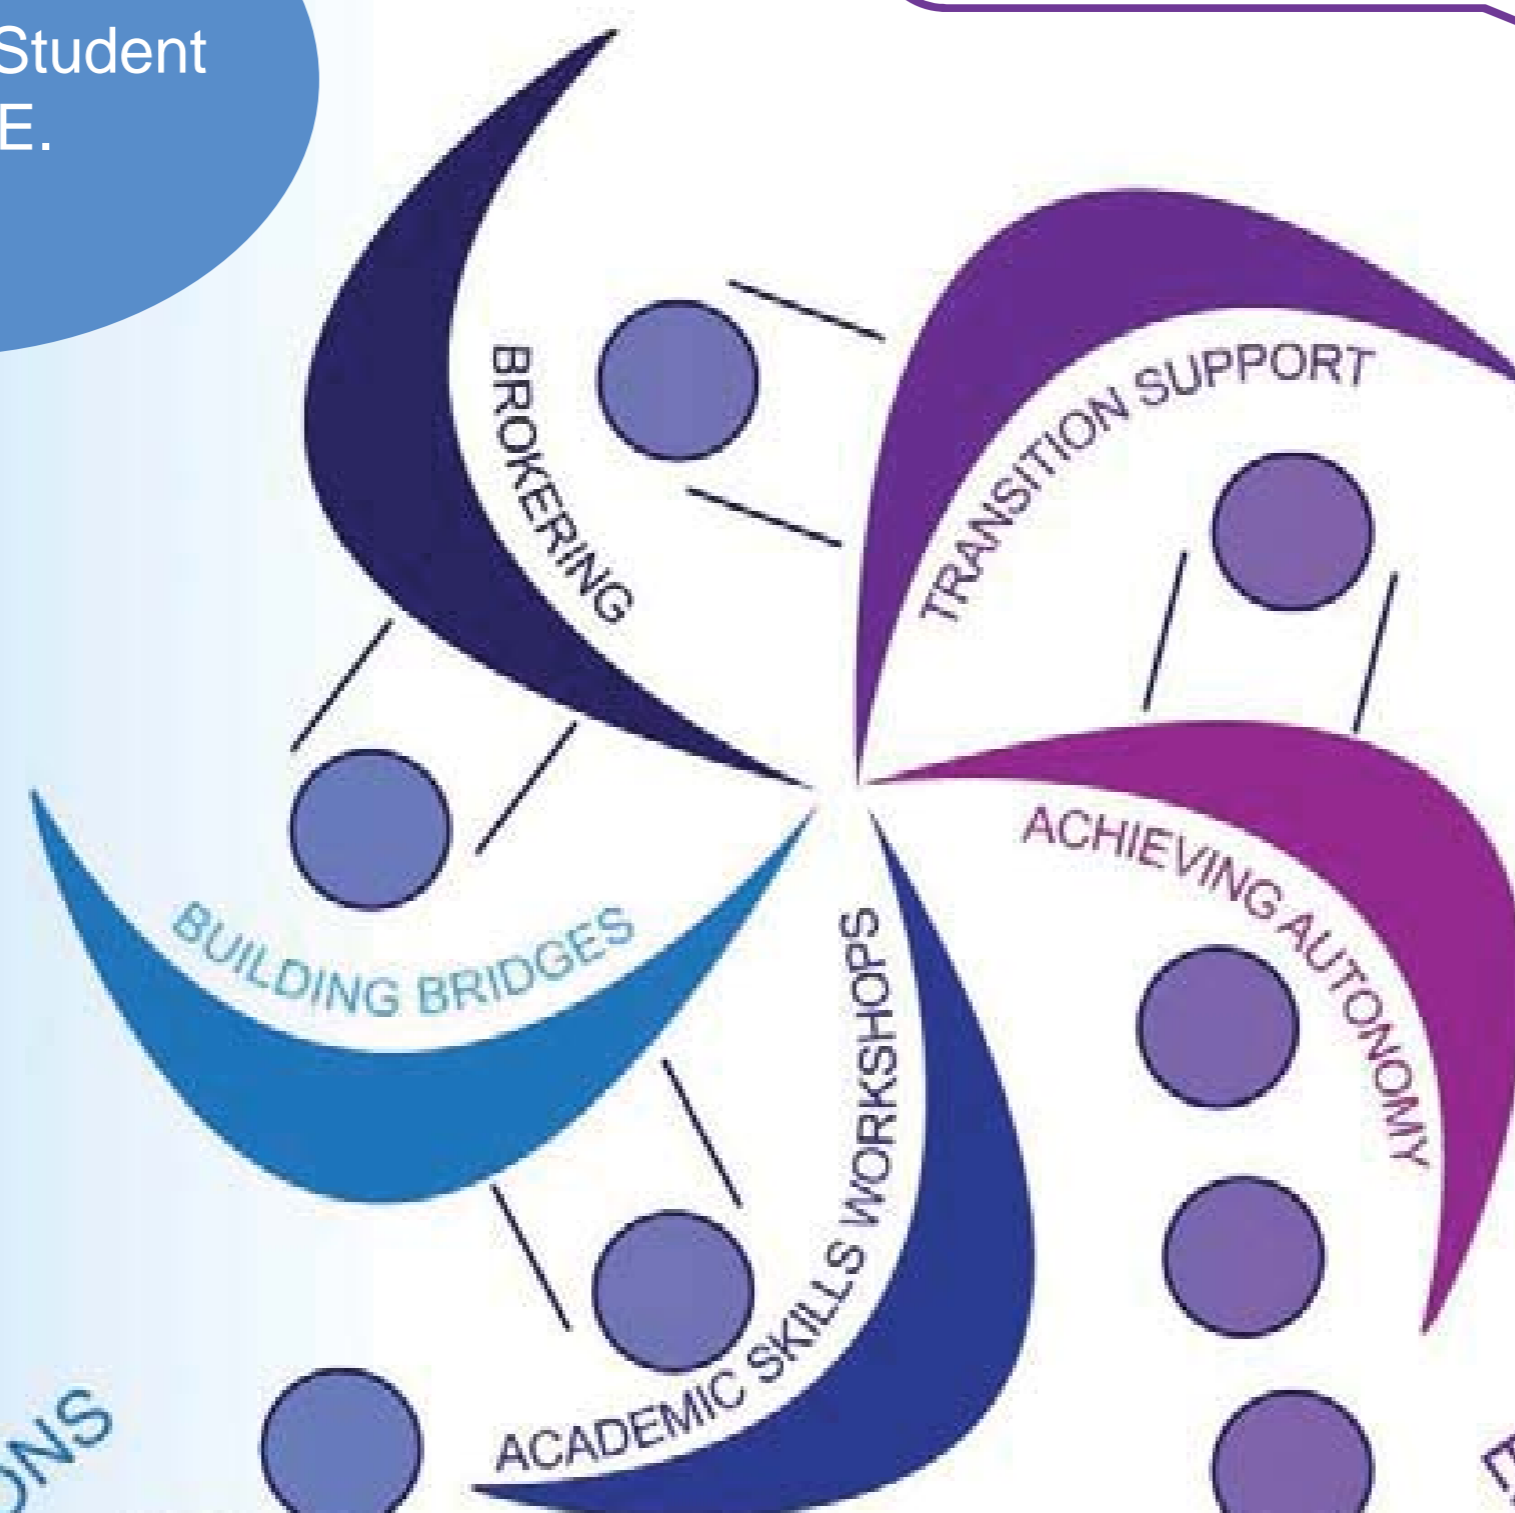 Student
E.
BROKERING
TRANSITION SUPPORT
ACHIEVING AUTONOMY
BUILDING BRIDGES
ACADEMIC SKILLS WORKSHOPS
ONS